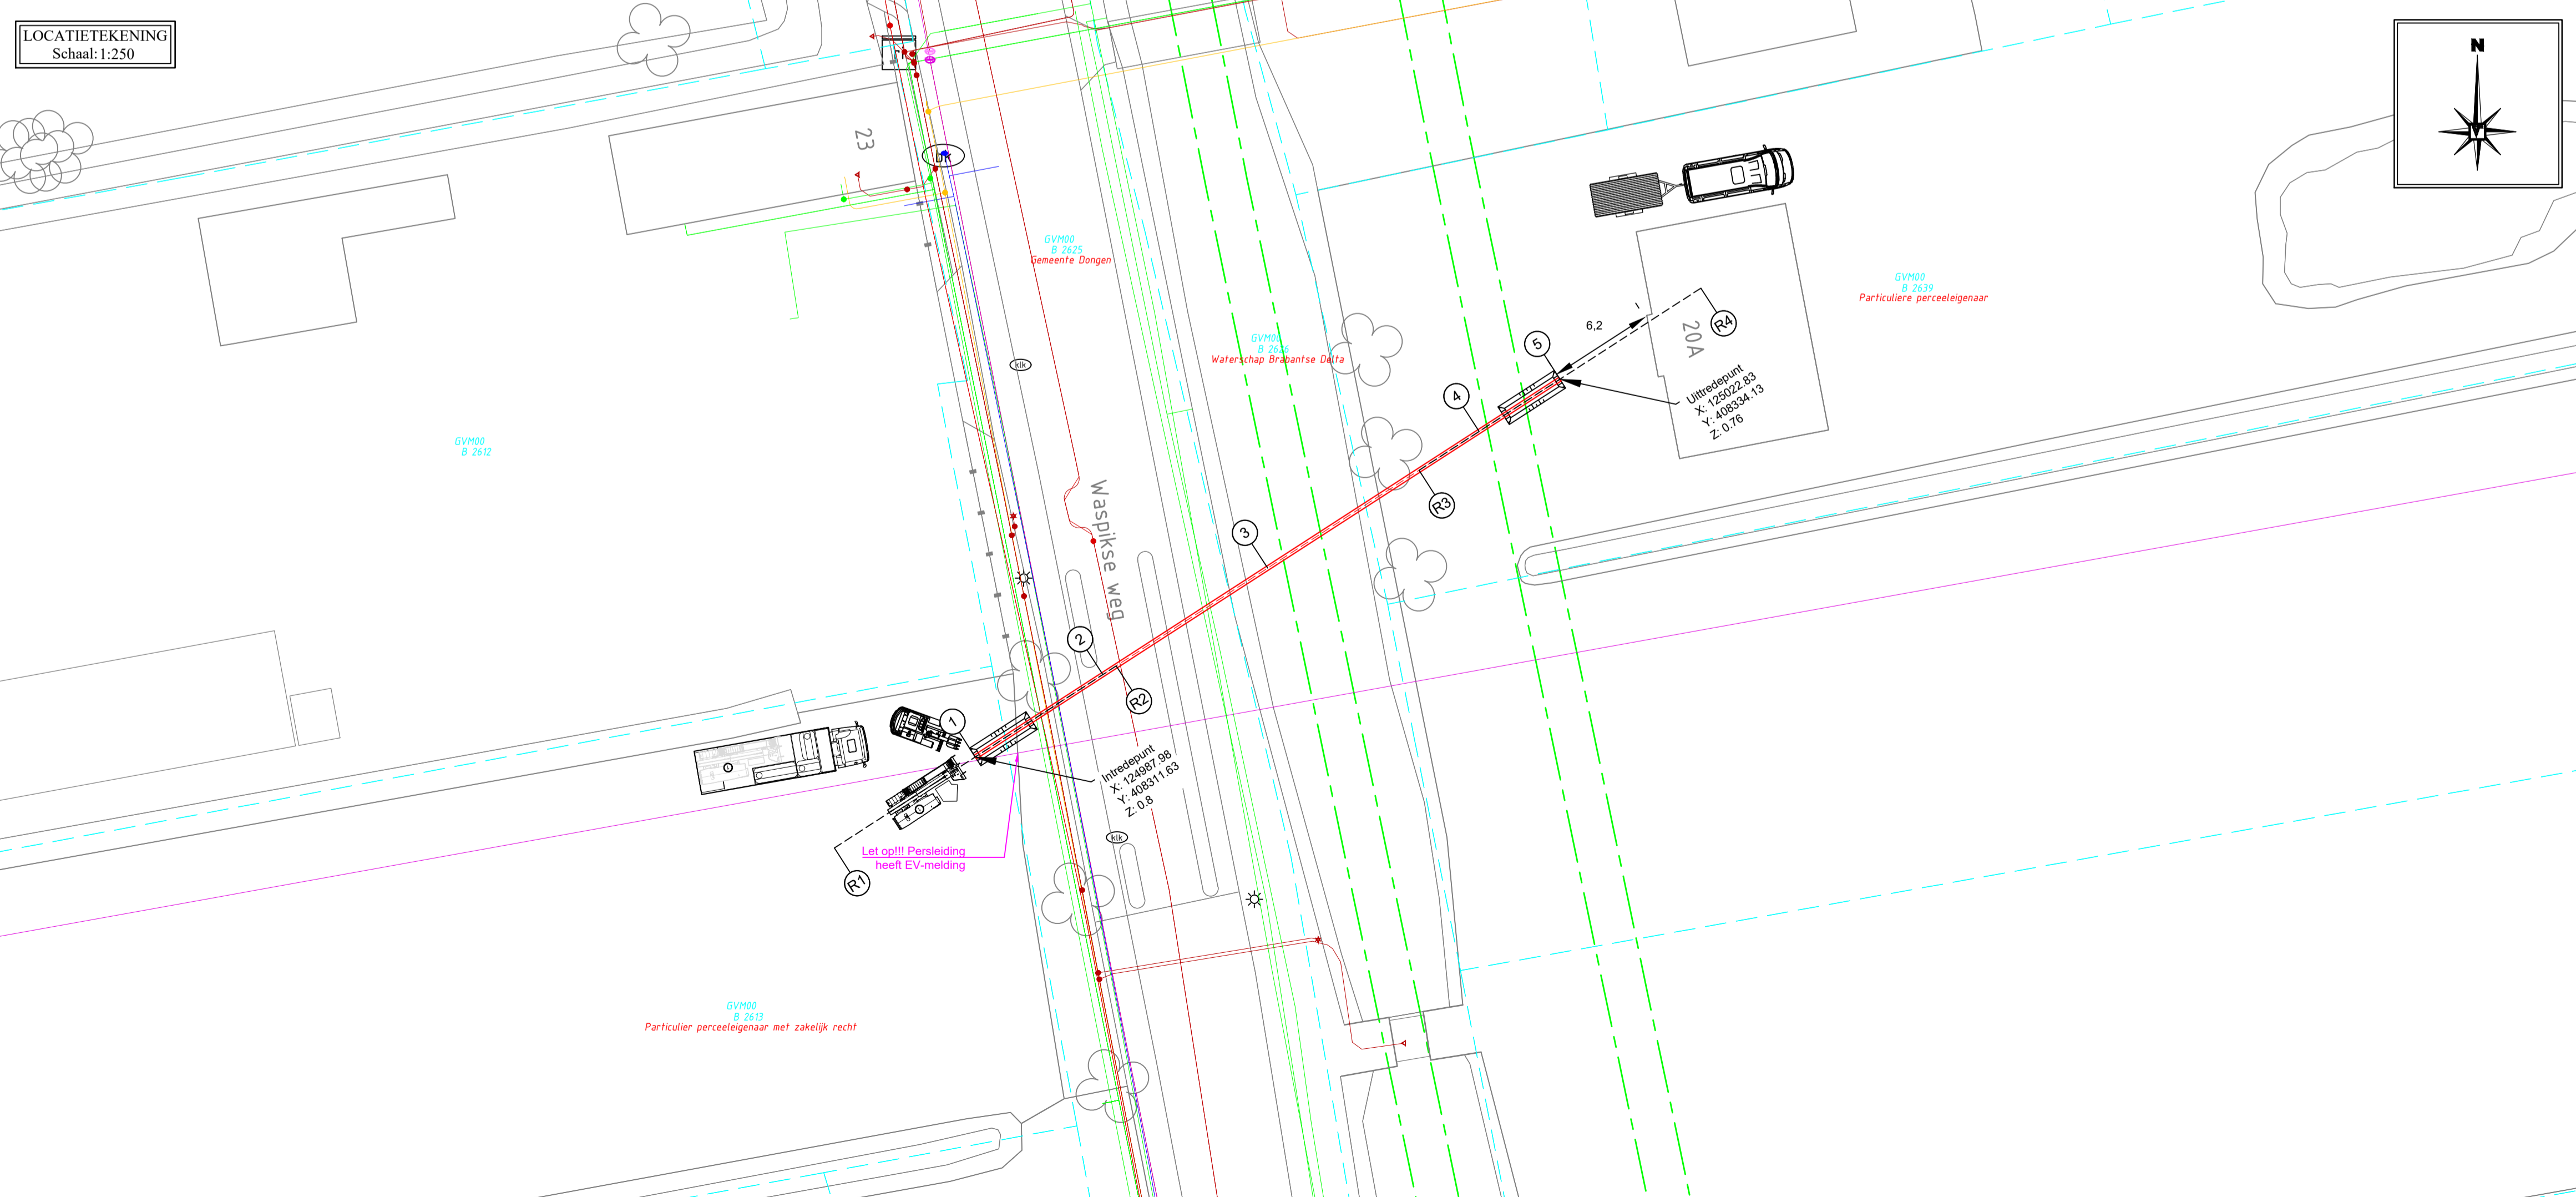 LOCATIETEKENING
Schaal: 1:250
N
23
DK
GVM00
B 2625
Gemeente Dongen
GVM00
B 2639
Particuliere perceeleigenaar
GVM00
B 2626
Waterschap Brabantse Delta
6,2
R4
20A
5
klk
4
Uittredepunt
X: 125022.83
Y: 408334.13
Z: 0.76
GVM00
B 2612
R3
Waspikse weg
3
2
R2
1
Intredepunt
X: 124987.98
Y: 408311.63
Z: 0.8
klk
Let op!!! Persleiding
heeft EV-melding
R1
GVM00
B 2613
Particulier perceeleigenaar met zakelijk recht